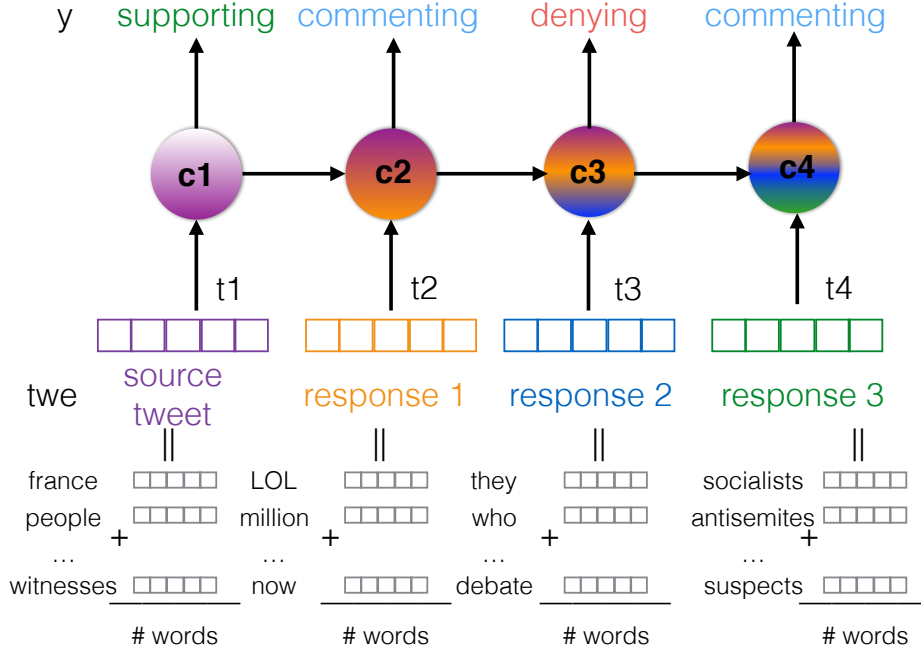 y supporting commenting denying commenting
c1 c2 c3 c4
t1 t2 t3 t4
twe source tweet response 1 response 2 response 3
|| || || ||
france LOL they socialists
people million who antisemites
+ + + +
... ... ... ...
witnesses now debate suspects
# words # words # words # words